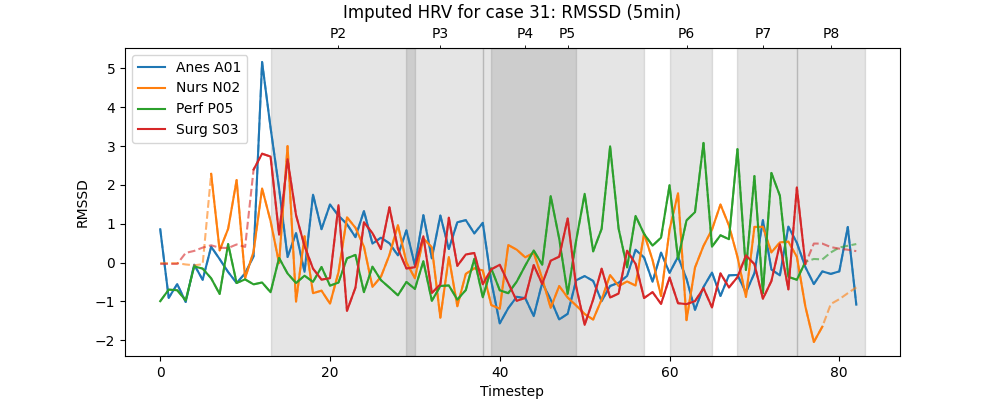 Imputed HRV for case 31: RMSSD (5min)
P2 P3 P4 P5 P6 P7 P8
Anes A01
Nurs N02
Perf P05
Surg S03
RMSSD
5
4
3
2
1
0
−1
−2
0 20 40 60 80
Timestep